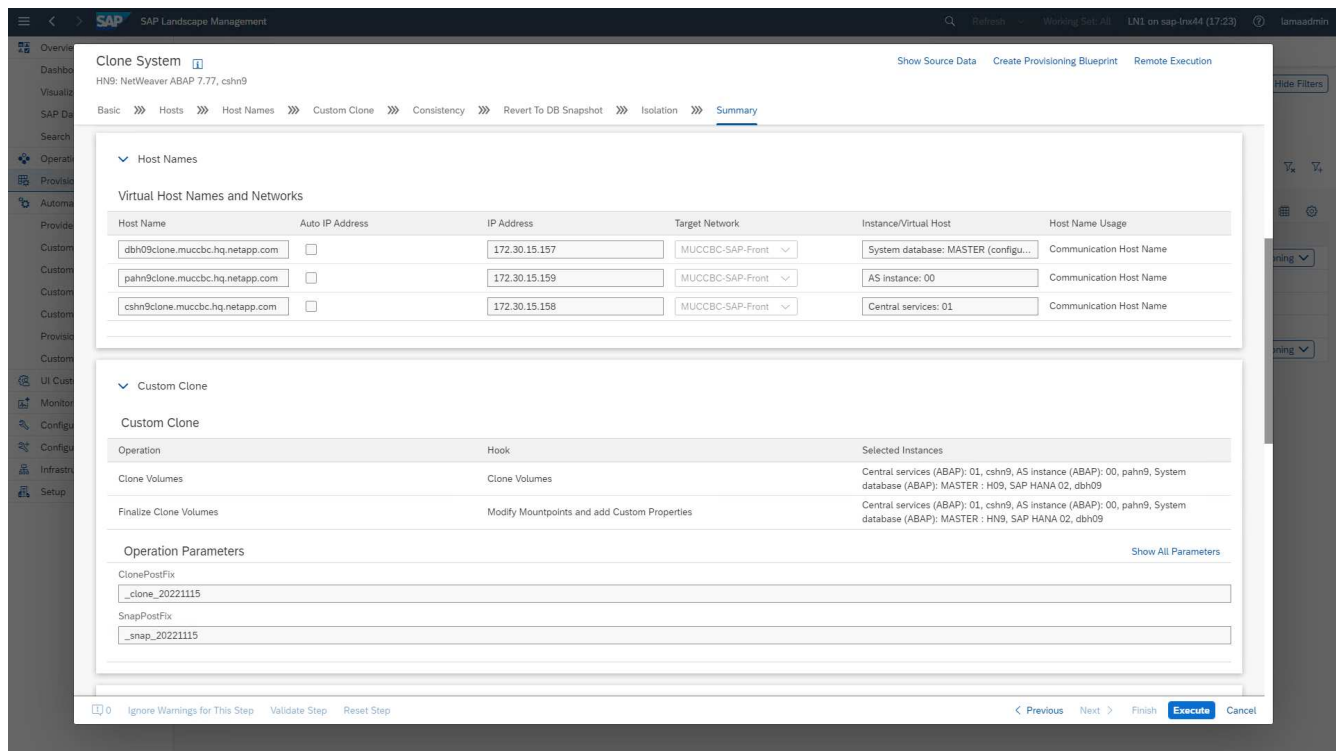 SAP SAP Landscape Management Refresh Working Set: All LN1 on sap-lnx44 (17:23) lamaadmin
Overvie
Dashbo
Visualiz
SAP Da
Search
Operati
Provisio
Automa
Provide
Custom
Custom
Custom
Custom
Provisio
Custom
UI Cust
Monitor
Configu
Configu
Infrastru
Setup
Hide Filters
oning
oning
Clone System Show Source Data Create Provisioning Blueprint Remote Execution
HN9: NetWeaver ABAP 7.77, cshn9
Basic Hosts Host Names Custom Clone Consistency Revert To DB Snapshot Isolation Summary
Host Names
Virtual Host Names and Networks
Host Name Auto IP Address IP Address Target Network Instance/Virtual Host Host Name Usage
dbh09clone.muccbc.hq.netapp.com 172.30.15.157 MUCCBC-SAP-Front System database: MASTER (configu... Communication Host Name
pahn9clone.muccbc.hq.netapp.com 172.30.15.159 MUCCBC-SAP-Front AS instance: 00 Communication Host Name
cshn9clone.muccbc.hq.netapp.com 172.30.15.158 MUCCBC-SAP-Front Central services: 01 Communication Host Name
Custom Clone
Custom Clone
Operation Hook Selected Instances
Clone Volumes Clone Volumes Central services (ABAP): 01, cshn9, AS instance (ABAP): 00, pahn9, System
database (ABAP): MASTER : H09, SAP HANA 02, dbh09
Finalize Clone Volumes Modify Mountpoints and add Custom Properties Central services (ABAP): 01, cshn9, AS instance (ABAP): 00, pahn9, System
database (ABAP): MASTER : HN9, SAP HANA 02, dbh09
Operation Parameters Show All Parameters
ClonePostFix
_clone_20221115
SnapPostFix
_snap_20221115
0 Ignore Warnings for This Step Validate Step Reset Step < Previous Next > Finish Execute Cancel